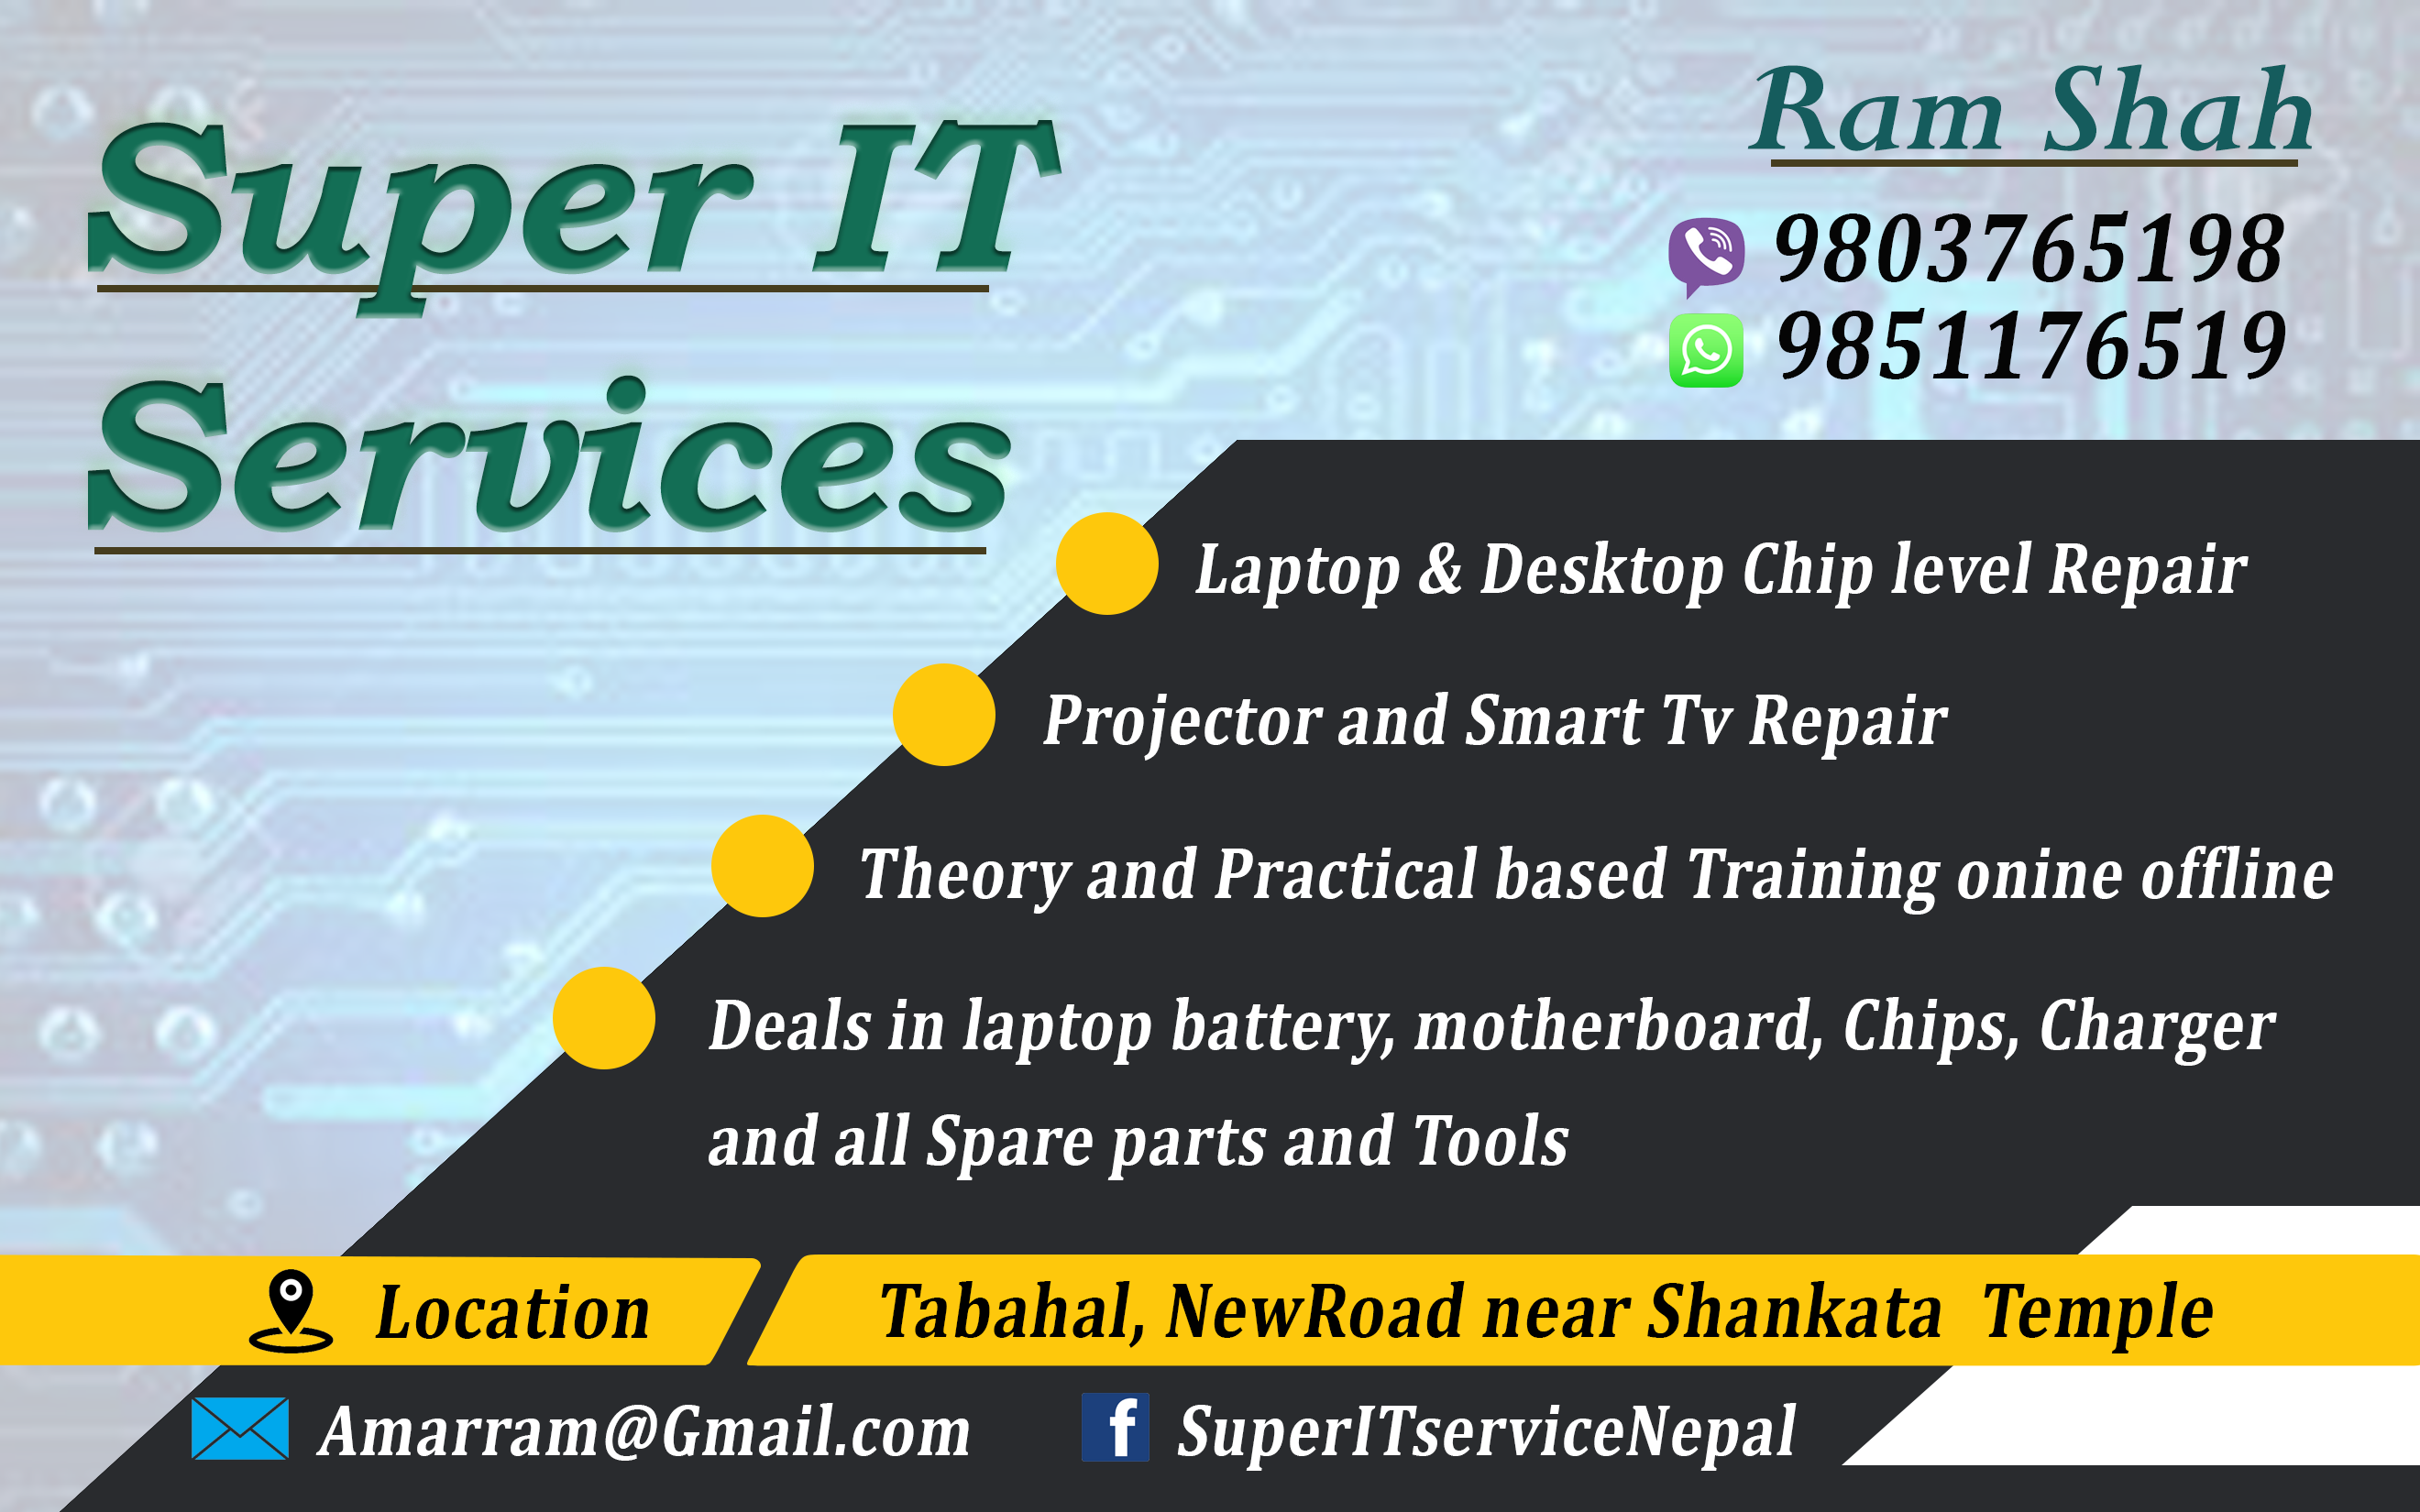 Super IT
Services
Ram Shah
9803765198
9851176519
Laptop & Desktop Chip level Repair
Projector and Smart Tv Repair
Theory and Practical based Training onine offline
Deals in laptop battery, motherboard, Chips, Charger
and all Spare parts and Tools
Location
Tabahal, NewRoad near Shankata Temple
Amarram@Gmail.com
SuperITserviceNepal